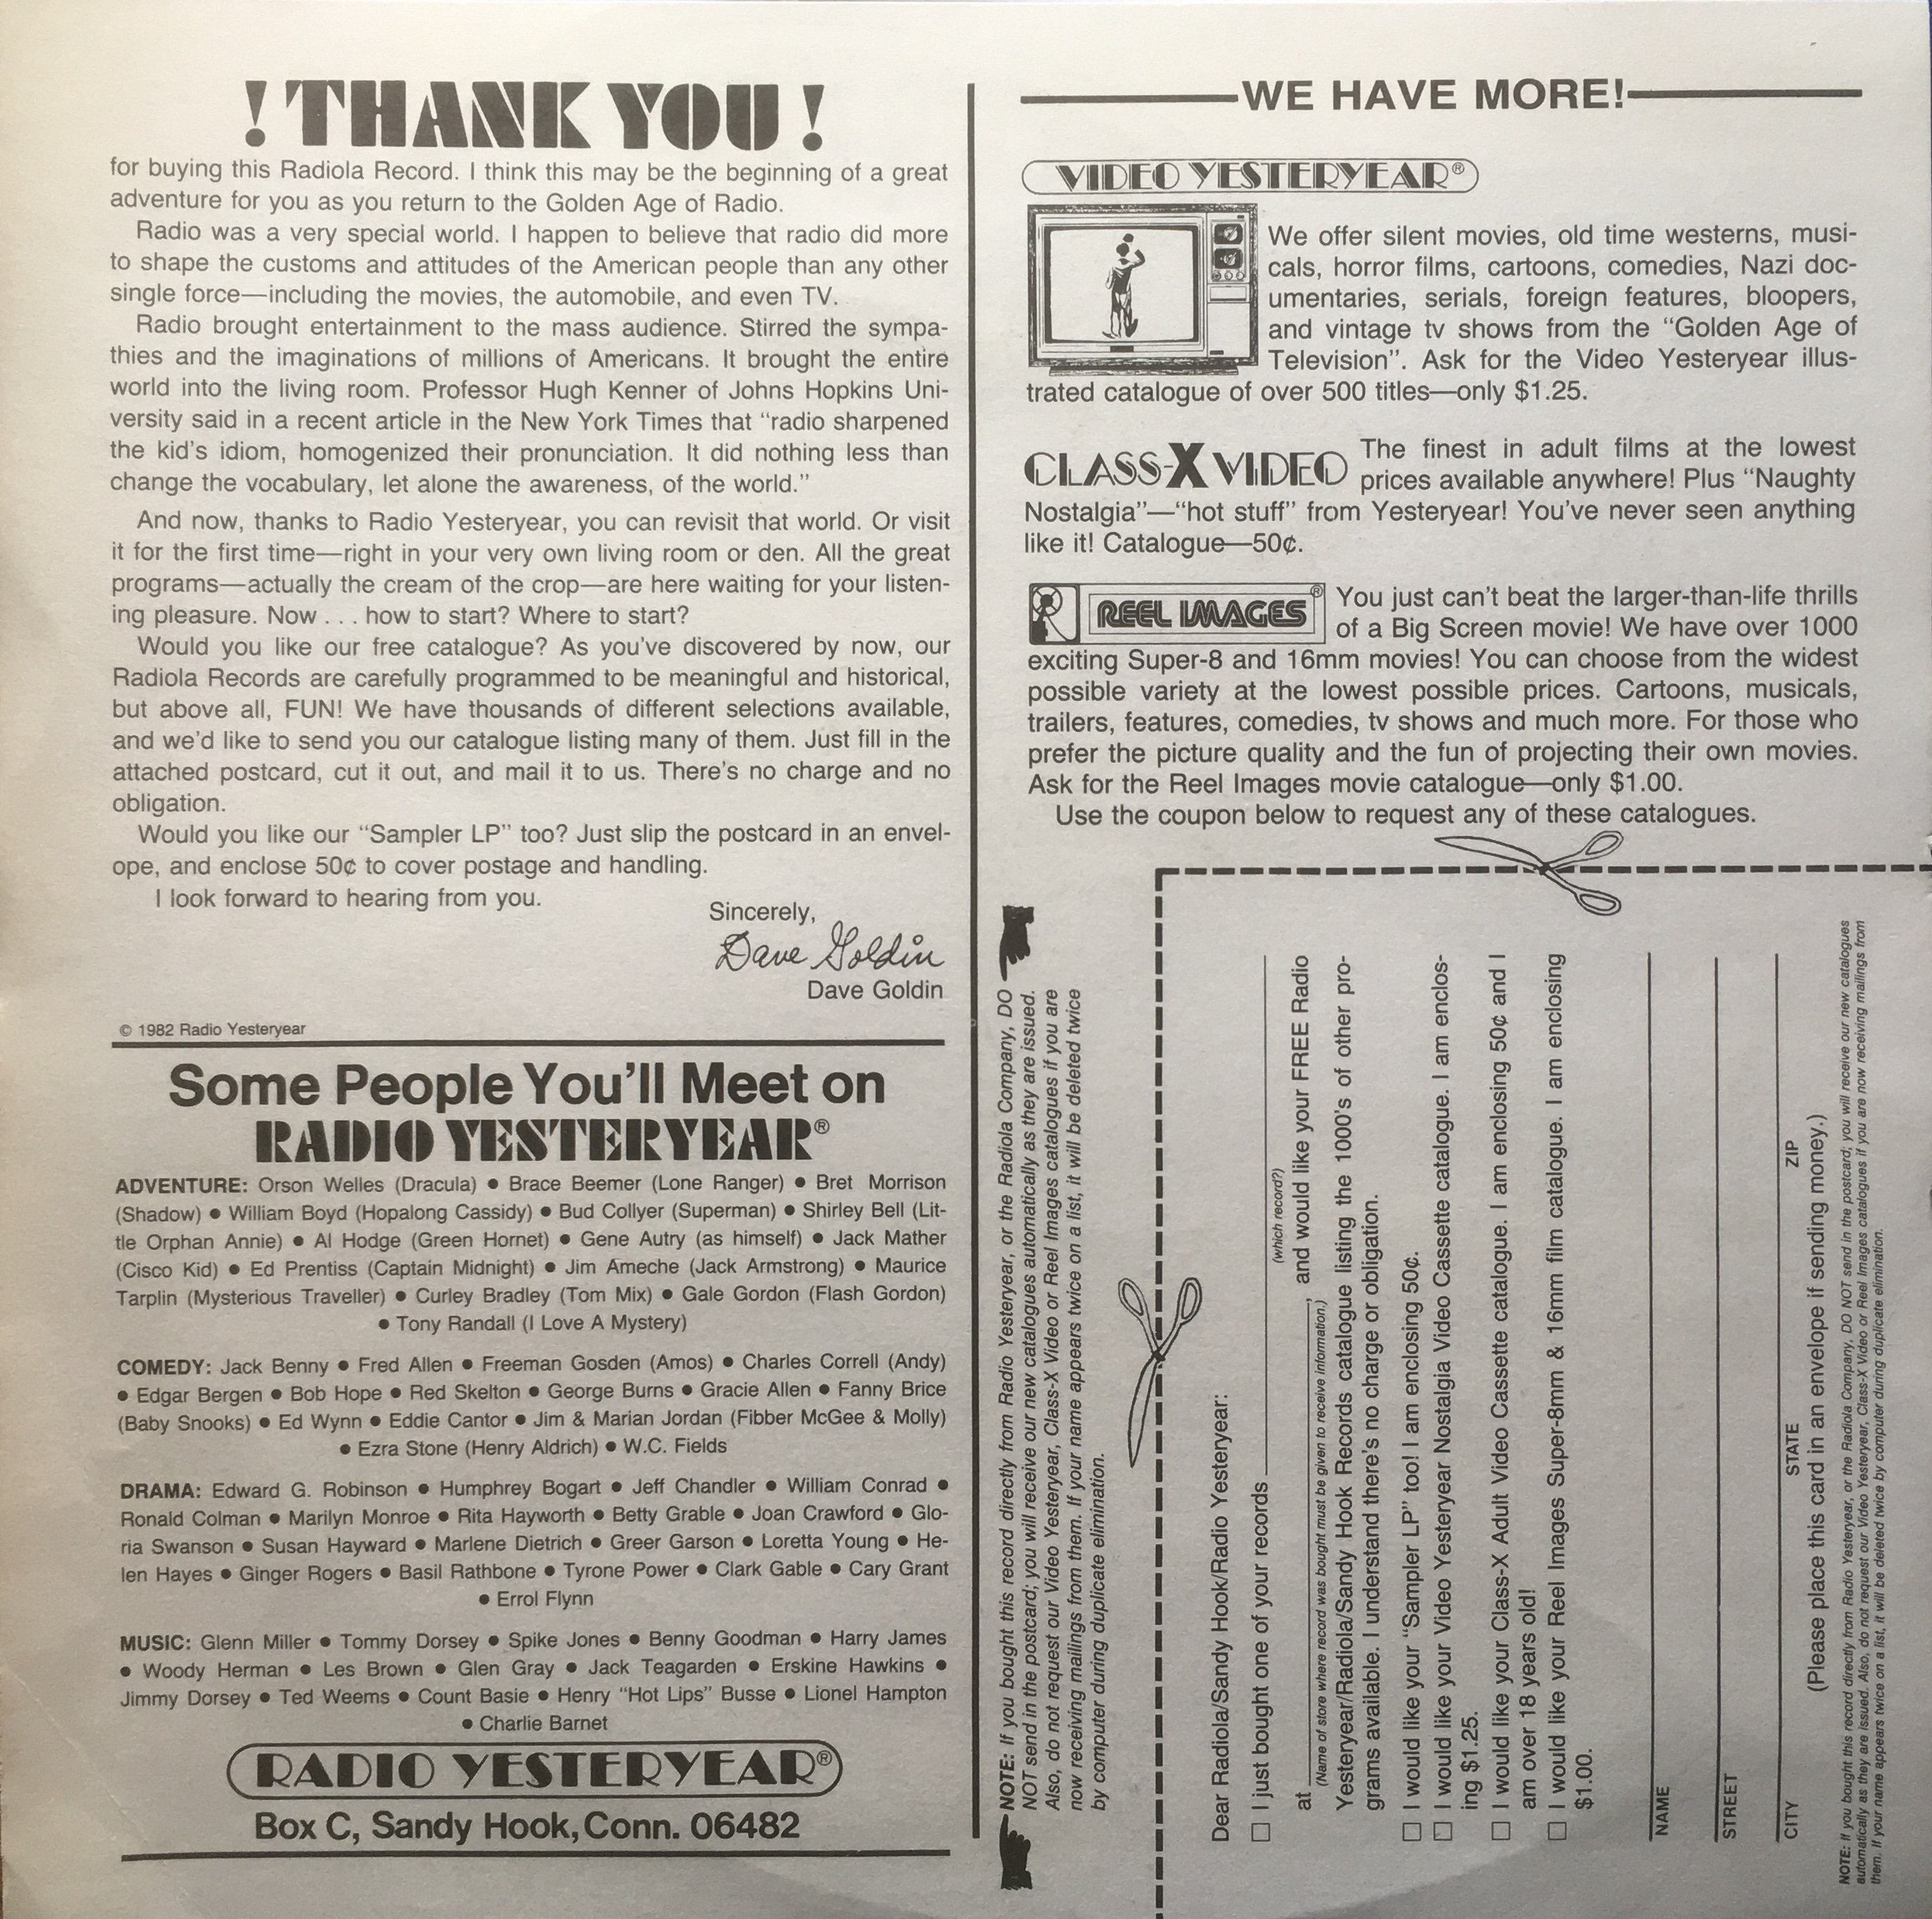 ! THANK YOU !
for buying this Radiola Record. I think this may be the beginning of a great
adventure for you as you return to the Golden Age of Radio.
Radio was a very special world. I happen to believe that radio did more
to shape the customs and attitudes of the American people than any other
single force—including the movies, the automobile, and even TV.
Radio brought entertainment to the mass audience. Stirred the sympa-
thies and the imaginations of millions of Americans. It brought the entire
world into the living room. Professor Hugh Kenner of Johns Hopkins Uni-
versity said in a recent article in the New York Times that “radio sharpened
the kid's idiom, homogenized their pronunciation. It did nothing less than
change the vocabulary, let alone the awareness, of the world.”
And now, thanks to Radio Yesteryear, you can revisit that world. Or visit
it for the first time—right in your very own living room or den. All the great
programs—actually the cream of the crop—are here waiting for your listen-
ing pleasure. Now . . . how to start? Where to start?
Would you like our free catalogue? As you've discovered by now, our
Radiola Records are carefully programmed to be meaningful and historical,
but above all, FUN! We have thousands of different selections available,
and we'd like to send you our catalogue listing many of them. Just fill in the
attached postcard, cut it out, and mail it to us. There's no charge and no
obligation.
Would you like our “Sampler LP” too? Just slip the postcard in an envel-
ope, and enclose 50¢ to cover postage and handling.
I look forward to hearing from you.
Sincerely,
Dave Goldin
Dave Goldin
© 1982 Radio Yesteryear
Some People You'll Meet on
RADIO YESTERYEAR®
ADVENTURE: Orson Welles (Dracula) ● Brace Beemer (Lone Ranger) ● Bret Morrison
(Shadow) ● William Boyd (Hopalong Cassidy) ● Bud Collyer (Superman) ● Shirley Bell (Lit-
tle Orphan Annie) ● Al Hodge (Green Hornet) ● Gene Autry (as himself) ● Jack Mather
(Cisco Kid) ● Ed Prentiss (Captain Midnight) ● Jim Ameche (Jack Armstrong) ● Maurice
Tarplin (Mysterious Traveller) ● Curley Bradley (Tom Mix) ● Gale Gordon (Flash Gordon)
● Tony Randall (I Love A Mystery)
COMEDY: Jack Benny ● Fred Allen ● Freeman Gosden (Amos) ● Charles Correll (Andy)
● Edgar Bergen ● Bob Hope ● Red Skelton ● George Burns ● Gracie Allen ● Fanny Brice
(Baby Snooks) ● Ed Wynn ● Eddie Cantor ● Jim & Marian Jordan (Fibber McGee & Molly)
● Ezra Stone (Henry Aldrich) ● W.C. Fields
DRAMA: Edward G. Robinson ● Humphrey Bogart ● Jeff Chandler ● William Conrad ●
Ronald Colman ● Marilyn Monroe ● Rita Hayworth ● Betty Grable ● Joan Crawford ● Glo-
ria Swanson ● Susan Hayward ● Marlene Dietrich ● Greer Garson ● Loretta Young ● He-
len Hayes ● Ginger Rogers ● Basil Rathbone ● Tyrone Power ● Clark Gable ● Cary Grant
● Errol Flynn
MUSIC: Glenn Miller ● Tommy Dorsey ● Spike Jones ● Benny Goodman ● Harry James
● Woody Herman ● Les Brown ● Glen Gray ● Jack Teagarden ● Erskine Hawkins ●
Jimmy Dorsey ● Ted Weems ● Count Basie ● Henry “Hot Lips” Busse ● Lionel Hampton
● Charlie Barnet
RADIO YESTERYEAR®
Box C, Sandy Hook, Conn. 06482
WE HAVE MORE!
VIDEO YESTERYEAR®
We offer silent movies, old time westerns, musi-
cals, horror films, cartoons, comedies, Nazi doc-
umentaries, serials, foreign features, bloopers,
and vintage tv shows from the “Golden Age of
Television”. Ask for the Video Yesteryear illus-
trated catalogue of over 500 titles—only $1.25.
CLASS-X VIDEO The finest in adult films at the lowest
prices available anywhere! Plus “Naughty
Nostalgia”—“hot stuff” from Yesteryear! You've never seen anything
like it! Catalogue—50¢.
REEL IMAGES® You just can't beat the larger-than-life thrills
of a Big Screen movie! We have over 1000
exciting Super-8 and 16mm movies! You can choose from the widest
possible variety at the lowest possible prices. Cartoons, musicals,
trailers, features, comedies, tv shows and much more. For those who
prefer the picture quality and the fun of projecting their own movies.
Ask for the Reel Images movie catalogue—only $1.00.
Use the coupon below to request any of these catalogues.
NOTE: If you bought this record directly from Radio Yesteryear, or the Radiola Company, DO
NOT send in the postcard; you will receive our new catalogues automatically as they are issued.
Also, do not request our Video Yesteryear, Class-X Video or Reel Images catalogues if you are
now receiving mailings from them. If your name appears twice on a list, it will be deleted twice
by computer during duplicate elimination.
Dear Radiola/Sandy Hook/Radio Yesteryear:
☐ I just bought one of your records
(which record?)
at , and would like your FREE Radio
(Name of store where record was bought must be given to receive information.)
Yesteryear/Radiola/Sandy Hook Records catalogue listing the 1000's of other pro-
grams available. I understand there's no charge or obligation.
☐ I would like your “Sampler LP” too! I am enclosing 50¢.
☐ I would like your Video Yesteryear Nostalgia Video Cassette catalogue. I am enclos-
ing $1.25.
☐ I would like your Class-X Adult Video Cassette catalogue. I am enclosing 50¢ and I
am over 18 years old!
☐ I would like your Reel Images Super-8mm & 16mm film catalogue. I am enclosing
$1.00.
NAME
STREET
CITY STATE ZIP
(Please place this card in an envelope if sending money.)
NOTE: If you bought this record directly from Radio Yesteryear, or the Radiola Company, DO NOT send in the postcard; you will receive our new catalogues
automatically as they are issued. Also, do not request our Video Yesteryear, Class-X Video or Reel Images catalogues if you are now receiving mailings from
them. If your name appears twice on a list, it will be deleted twice by computer during duplicate elimination.